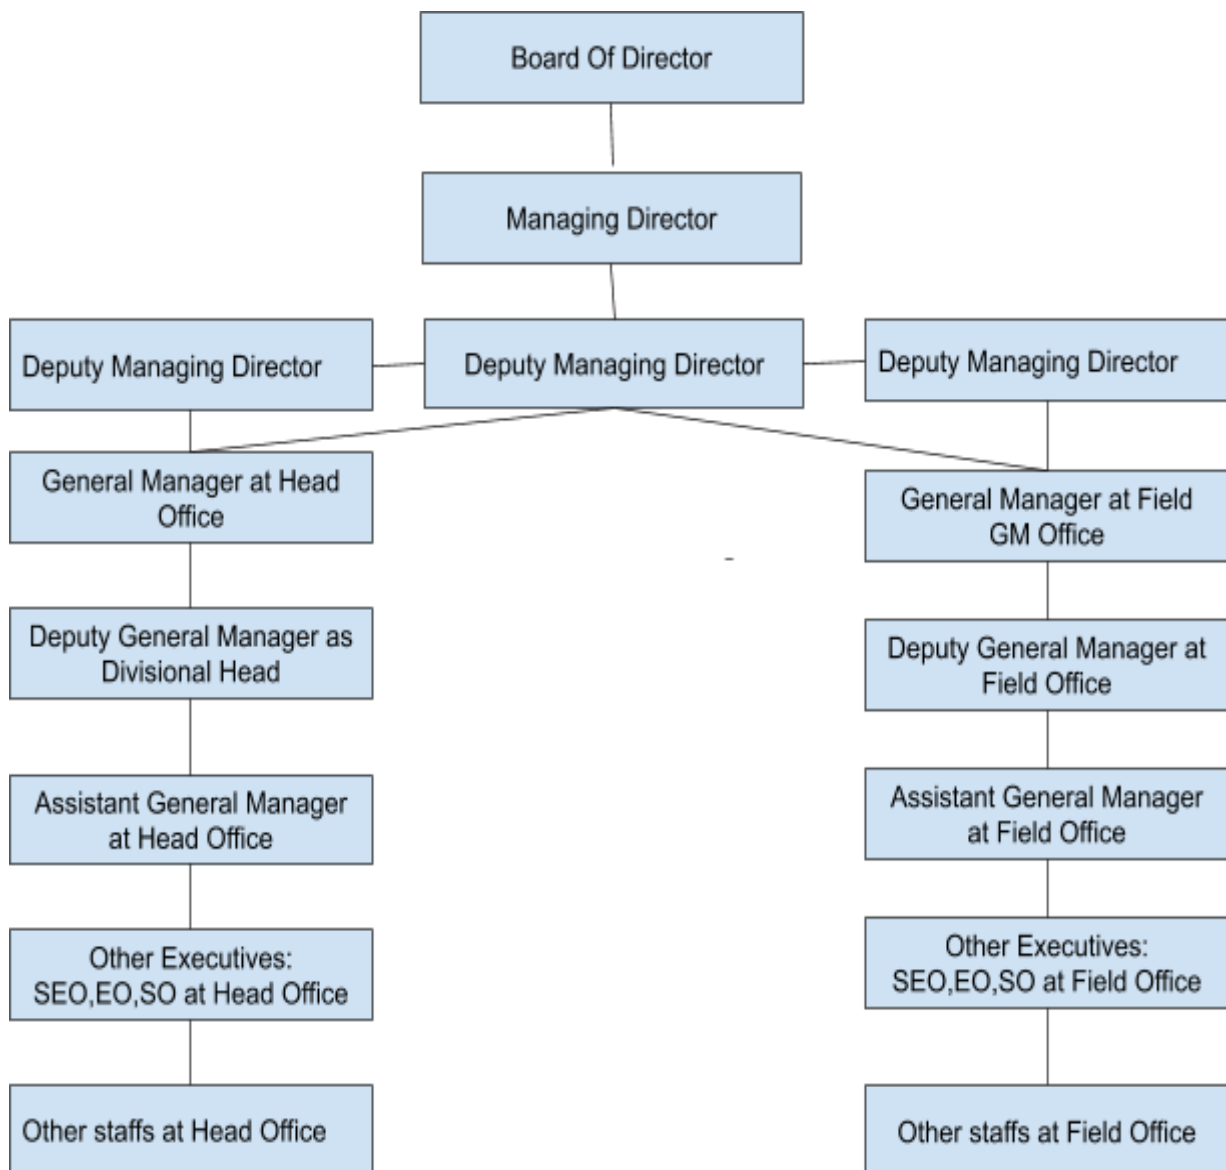 Board Of Director
Managing Director
Deputy Managing Director
Deputy Managing Director
Deputy Managing Director
General Manager at Head
Office
General Manager at Field
GM Office
-
Deputy General Manager as
Divisional Head
Deputy General Manager at
Field Office
Assistant General Manager
at Head Office
Assistant General Manager
at Field Office
Other Executives:
SEO,EO,SO at Head Office
Other Executives:
SEO,EO,SO at Field Office
Other staffs at Head Office
Other staffs at Field Office